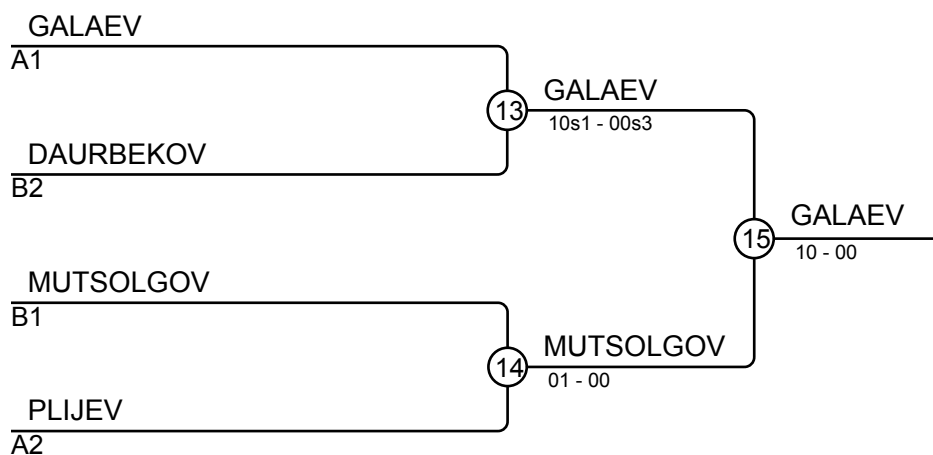 GALAEV
A1
13
GALAEV
10s1 - 00s3
DAURBEKOV
B2
15
GALAEV
10 - 00
MUTSOLGOV
B1
14
MUTSOLGOV
01 - 00
PLIJEV
A2